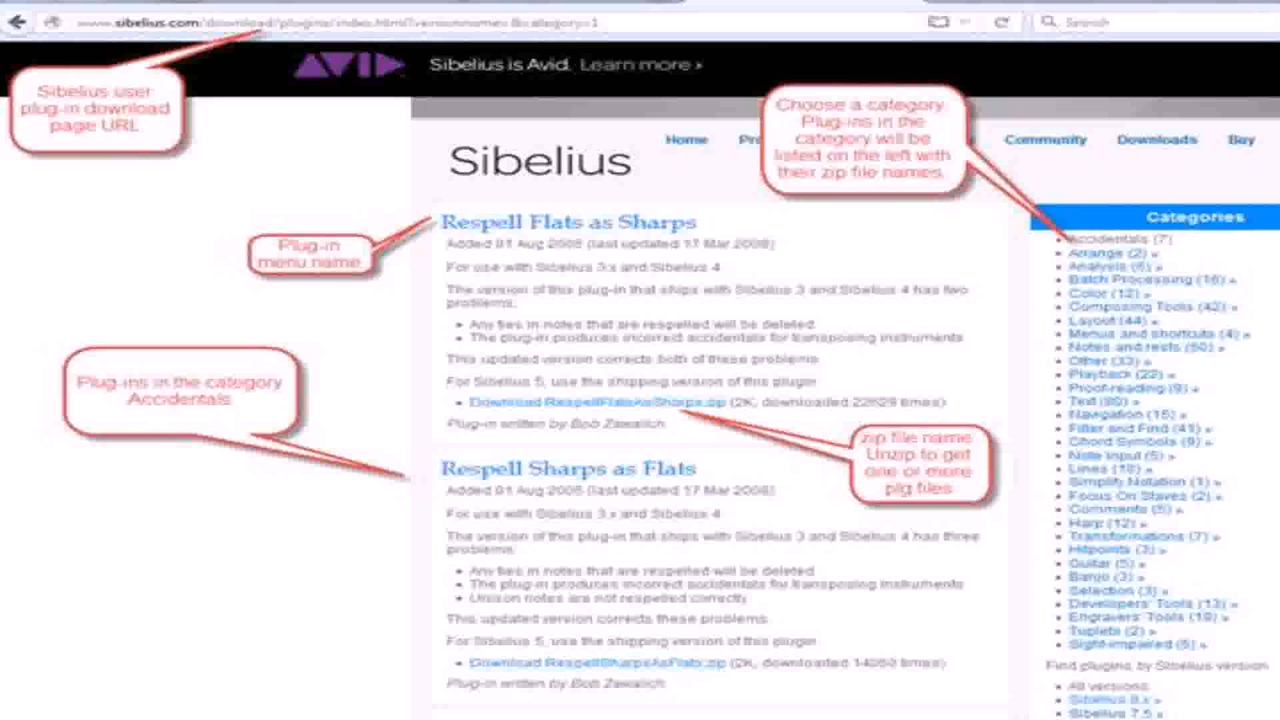 www.sibelius.com/download/plugins/index.html?
Search
AVID
Sibelius is Avid. Learn more ›
Sibelius user
plug-in download
page URL
Choose a category.
Plug-ins in the
category will be
listed on the left with
their zip file names.
Home
Community
Downloads
Buy
Sibelius
Plug-in
menu name
Respell Flats as Sharps
Added 01 Aug 2005 (last updated 17 Mar 2008)
For use with Sibelius 3.x and Sibelius 4
The version of this plug-in that ships with Sibelius 3 and Sibelius 4 has two
problems:
• Any ties in notes that are respelled will be deleted
• The plug-in produces incorrect accidentals for transposing instruments
This updated version corrects both of these problems
For Sibelius 5, use the shipping version of this plugin
• Download RespellFlatsAsSharps.zip (2K, downloaded times)
Plug-in written by Bob Zawalich
Plug-ins in the category
Accidentals
zip file name
Unzip to get
one or more
plg files
Respell Sharps as Flats
Added 01 Aug 2005 (last updated 17 Mar 2008)
For use with Sibelius 3.x and Sibelius 4
The version of this plug-in that ships with Sibelius 3 and Sibelius 4 has three
problems:
• Any ties in notes that are respelled will be deleted
• The plug-in produces incorrect accidentals for transposing instruments
• Unison notes are not respelled correctly
This updated version corrects these problems
For Sibelius 5, use the shipping version of this plugin
• Download RespellSharpsAsFlats.zip (2K, downloaded times)
Plug-in written by Bob Zawalich
Categories
• Accidentals (7)
• Arrange (2) »
• Analysis »
• Batch Processing (16) »
• Color (12) »
• Composing Tools (42) »
• Layout (44) »
• Menus and shortcuts (4) »
• Notes and rests »
• Other (33) »
• Playback (22) »
• Proof-reading (9) »
• Text »
• Navigation (15) »
• Filter and Find (41) »
• Chord Symbols (9) »
• Note Input (5) »
• Lines »
• Simplify Notation (1) »
• Focus On Staves (2) »
• Comments »
• Harp (12) »
• Transformations (7) »
• Hitpoints (3) »
• Guitar (5) »
• Banjo (3) »
• Selection (3) »
• Developers' Tools (13) »
• Engravers' Tools »
• Tuplets (2) »
• Sight-impaired »
Find plugins by Sibelius version
• All versions
• Sibelius 8.x »
• Sibelius 7.5 »